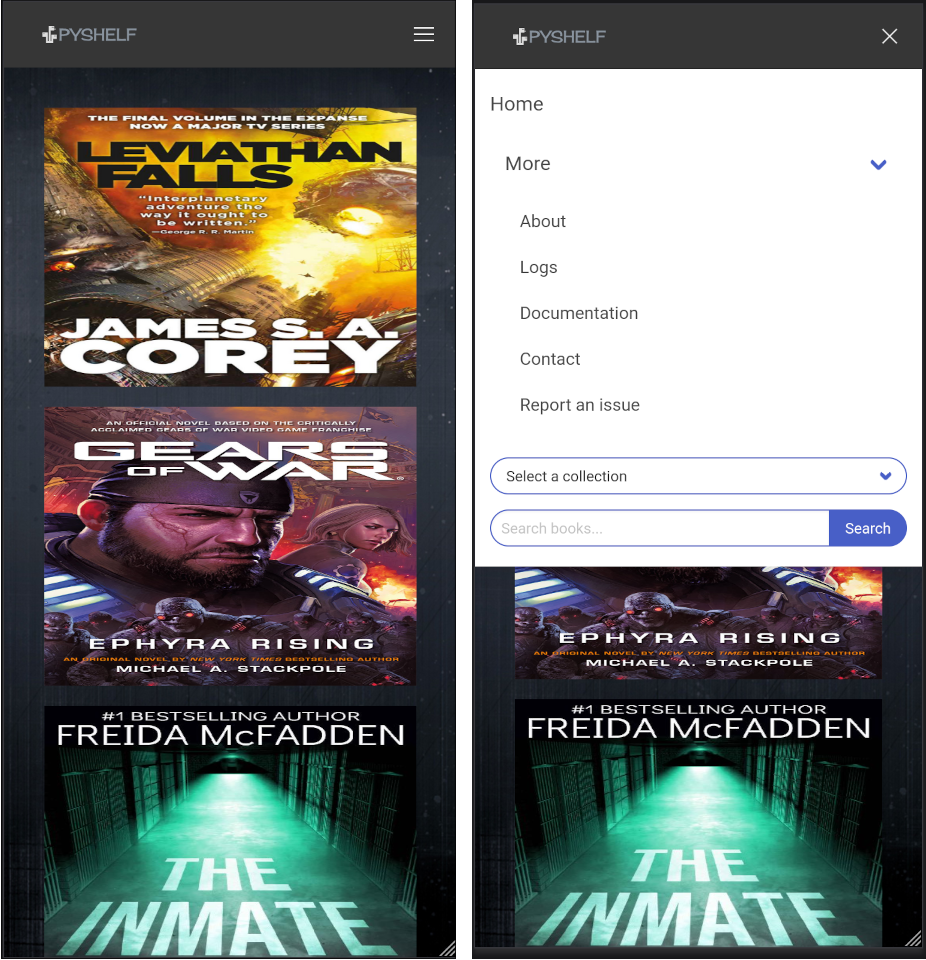 PYSHELF
THE FINAL VOLUME IN THE EXPANSE
NOW A MAJOR TV SERIES
LEVIATHAN
FALLS
"Interplanetary
adventure the
way it ought to
be written."
—George R. R. Martin
JAMES S. A.
COREY
AN OFFICIAL NOVEL BASED ON THE CRITICALLY
ACCLAIMED GEARS OF WAR VIDEO GAME FRANCHISE
GEARS
OF WAR®
EPHYRA RISING
AN ORIGINAL NOVEL BY NEW YORK TIMES BESTSELLING AUTHOR
MICHAEL A. STACKPOLE
#1 BESTSELLING AUTHOR
FREIDA McFADDEN
THE
INMATE
PYSHELF
Home
More
About
Logs
Documentation
Contact
Report an issue
Select a collection
Search books...
Search
EPHYRA RISING
AN ORIGINAL NOVEL BY NEW YORK TIMES BESTSELLING AUTHOR
MICHAEL A. STACKPOLE
#1 BESTSELLING AUTHOR
FREIDA McFADDEN
THE
INMATE